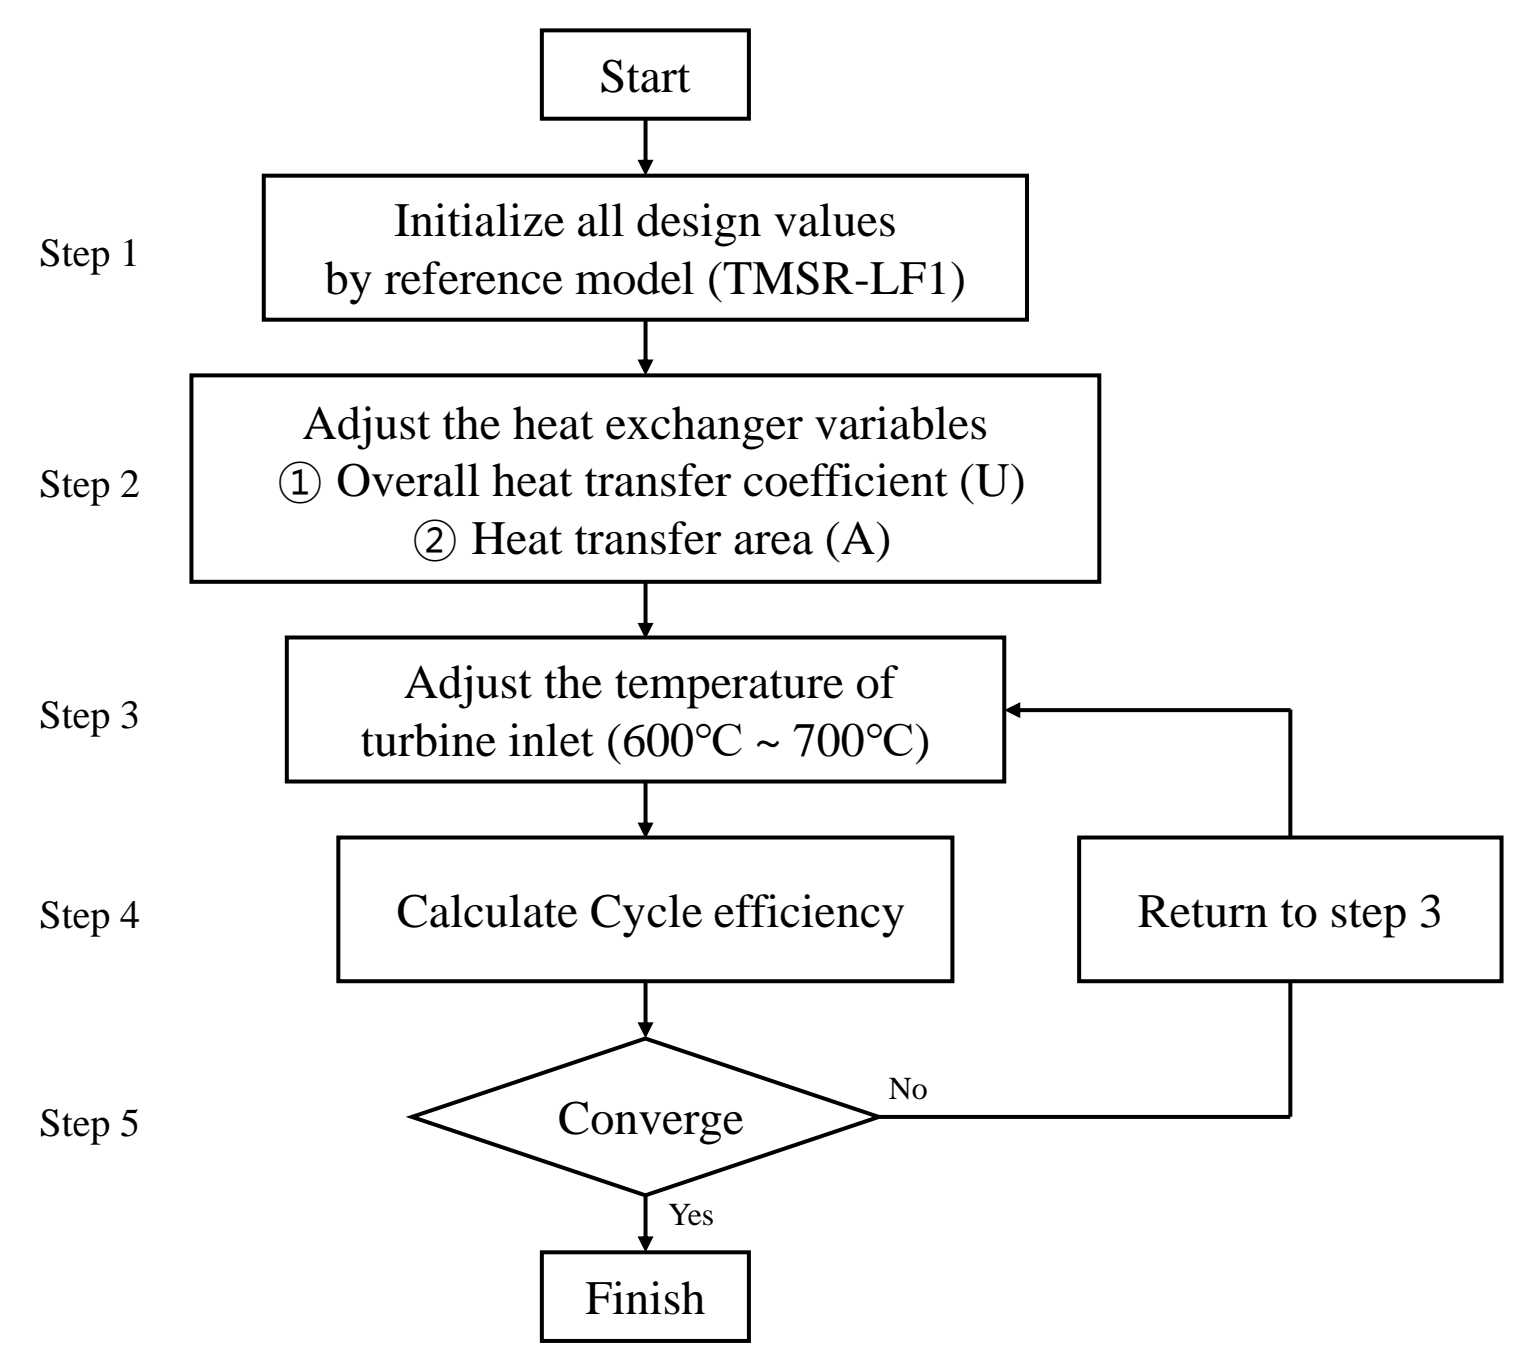 Start
Step 1
Initialize all design values
by reference model (TMSR-LF1)
Step 2
Adjust the heat exchanger variables
① Overall heat transfer coefficient (U)
② Heat transfer area (A)
Step 3
Adjust the temperature of
turbine inlet (600℃ ~ 700℃)
Step 4
Calculate Cycle efficiency
Return to step 3
Step 5
Converge
No
Yes
Finish